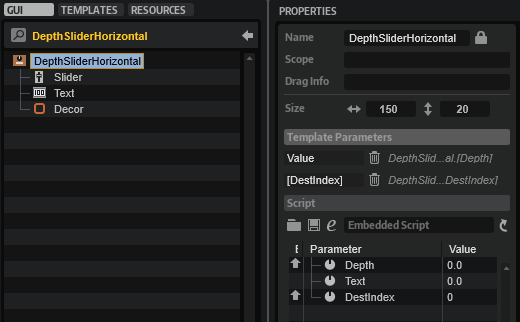 GUI TEMPLATES RESOURCES
DepthSliderHorizontal
DepthSliderHorizontal
Slider
Text
Decor
PROPERTIES
Name DepthSliderHorizontal
Scope
Drag Info
Size 150 20
Template Parameters
Value DepthSlid...al.[Depth]
[DestIndex] DepthSlid...DestIndex]
Script
e Embedded Script
E Parameter Value
Depth 0.0
Text 0.0
DestIndex 0